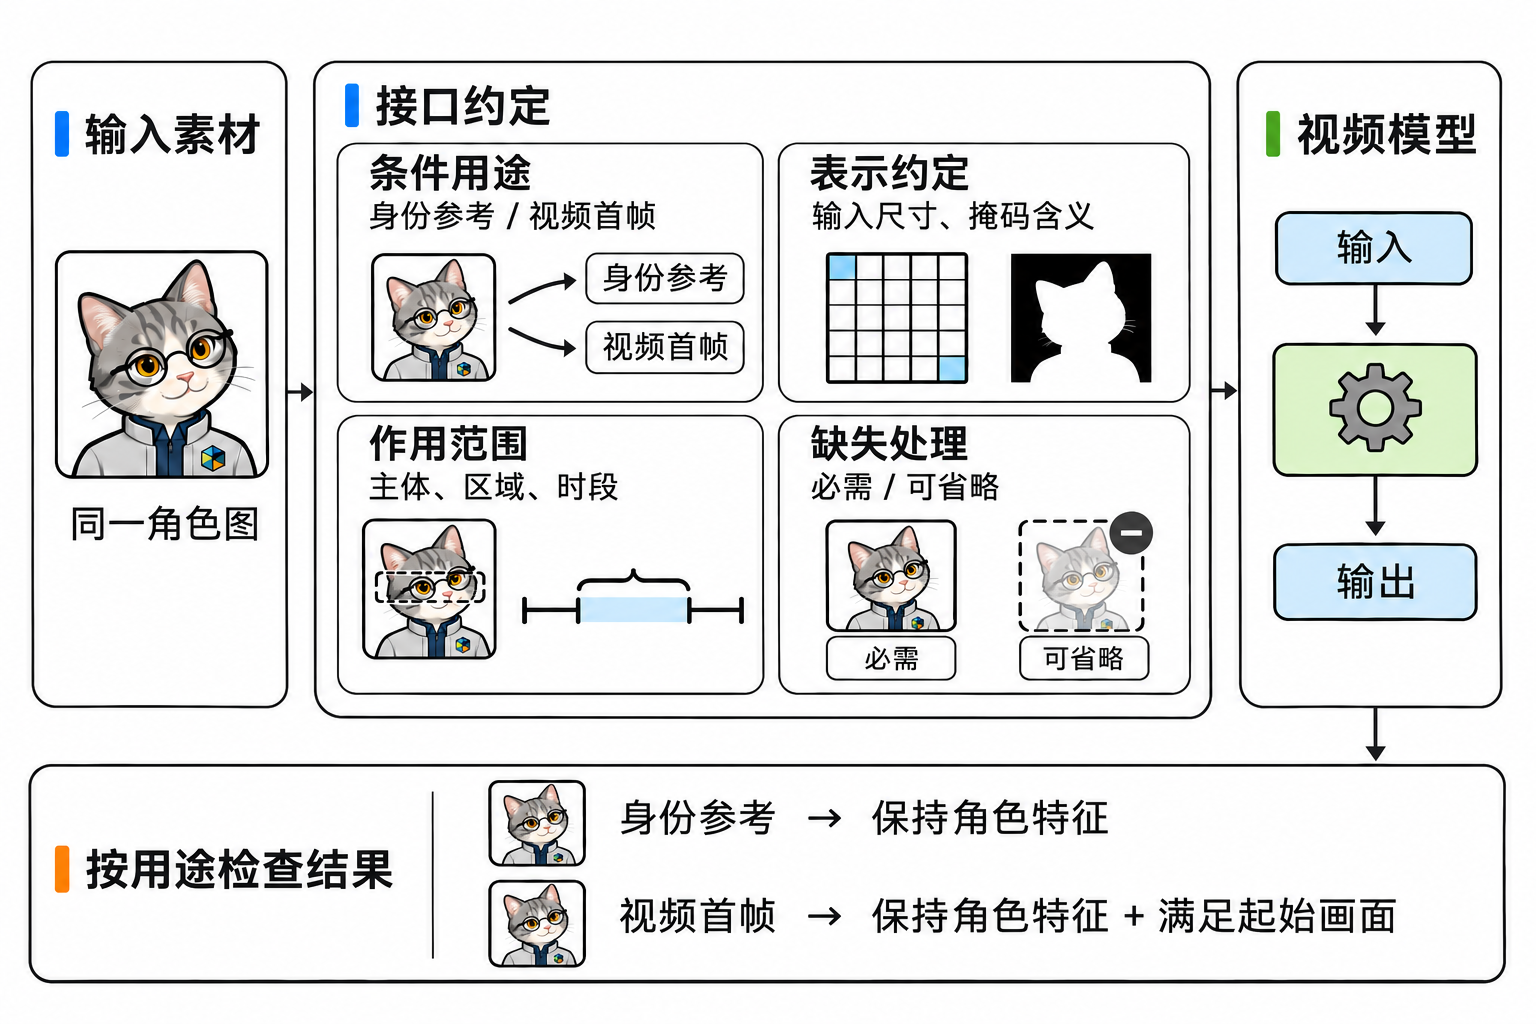 输入素材
同一角色图
接口约定
条件用途
身份参考 / 视频首帧
身份参考
视频首帧
表示约定
输入尺寸、掩码含义
作用范围
主体、区域、时段
缺失处理
必需 / 可省略
必需
可省略
视频模型
输入
输出
按用途检查结果
身份参考 → 保持角色特征
视频首帧 → 保持角色特征 + 满足起始画面